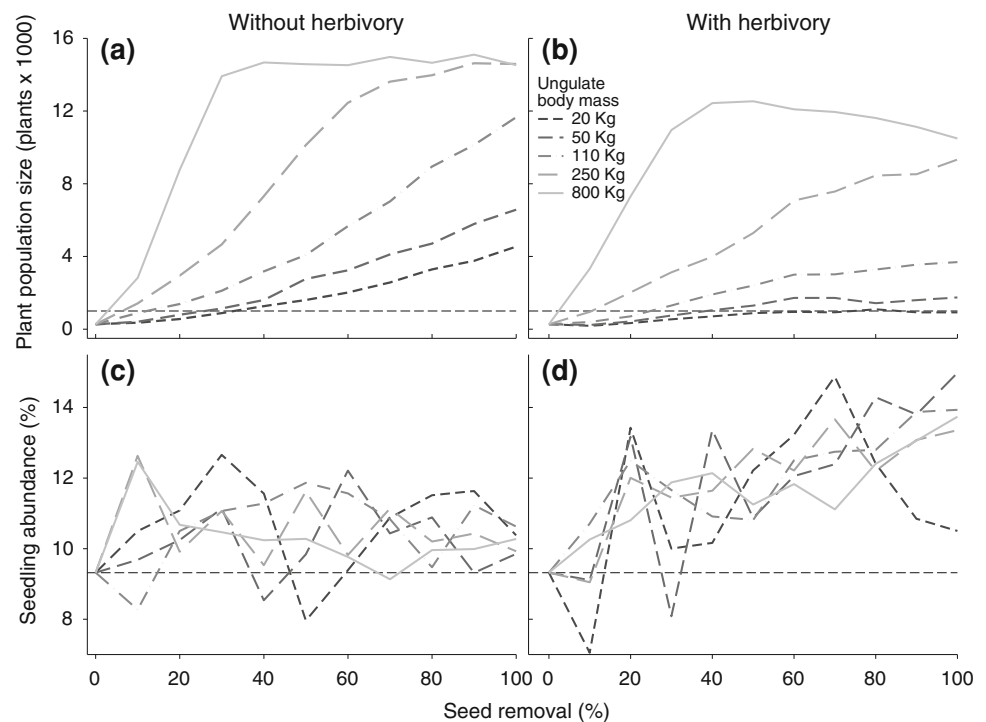 Without herbivory
With herbivory
Plant population size (plants x 1000)
16
12
8
4
0
(a)
(b)
Ungulate
body mass
20 Kg
50 Kg
110 Kg
250 Kg
800 Kg
Seedling abundance (%)
14
12
10
8
(c)
(d)
0 20 40 60 80 100
0 20 40 60 80 100
Seed removal (%)